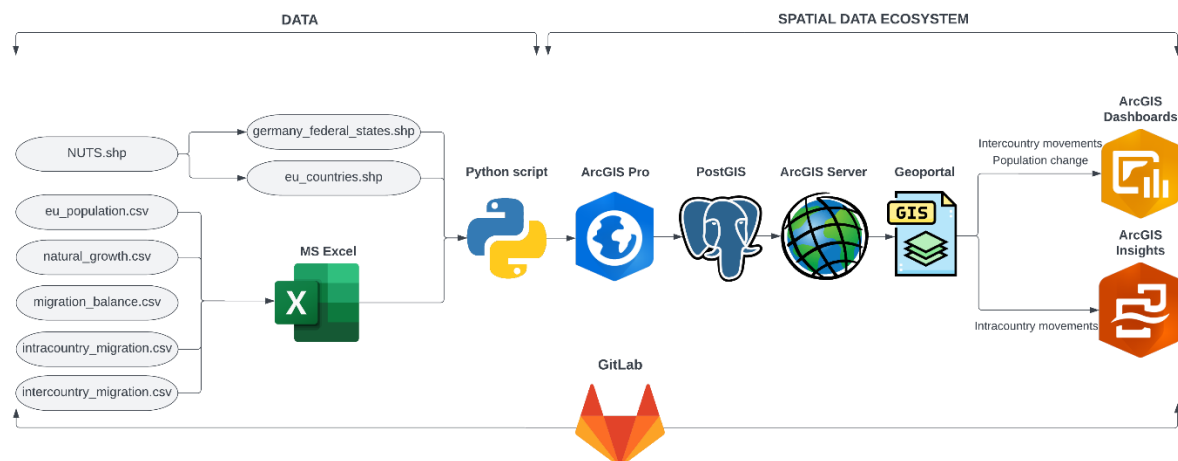 DATA
SPATIAL DATA ECOSYSTEM
NUTS.shp
germany_federal_states.shp
eu_countries.shp
eu_population.csv
natural_growth.csv
migration_balance.csv
intracountry_migration.csv
intercountry_migration.csv
MS Excel
X
Python script
ArcGIS Pro
PostGIS
ArcGIS Server
Geoportal
GIS
Intercountry movements
Population change
ArcGIS
Dashboards
ArcGIS
Insights
Intracountry movements
GitLab